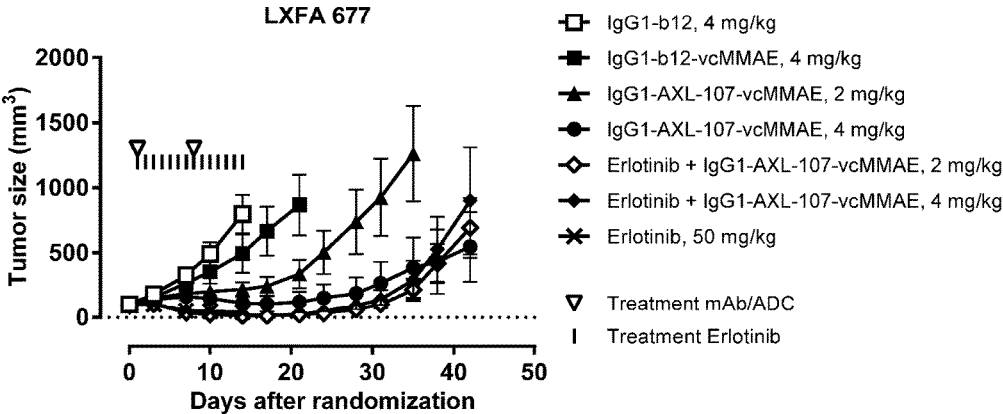 LXFA 677
2000
1500
1000
500
0
Tumor size (mm³)
0 10 20 30 40 50
Days after randomization
IgG1-b12, 4 mg/kg
IgG1-b12-vcMMAE, 4 mg/kg
IgG1-AXL-107-vcMMAE, 2 mg/kg
IgG1-AXL-107-vcMMAE, 4 mg/kg
Erlotinib + IgG1-AXL-107-vcMMAE, 2 mg/kg
Erlotinib + IgG1-AXL-107-vcMMAE, 4 mg/kg
Erlotinib, 50 mg/kg
Treatment mAb/ADC
Treatment Erlotinib